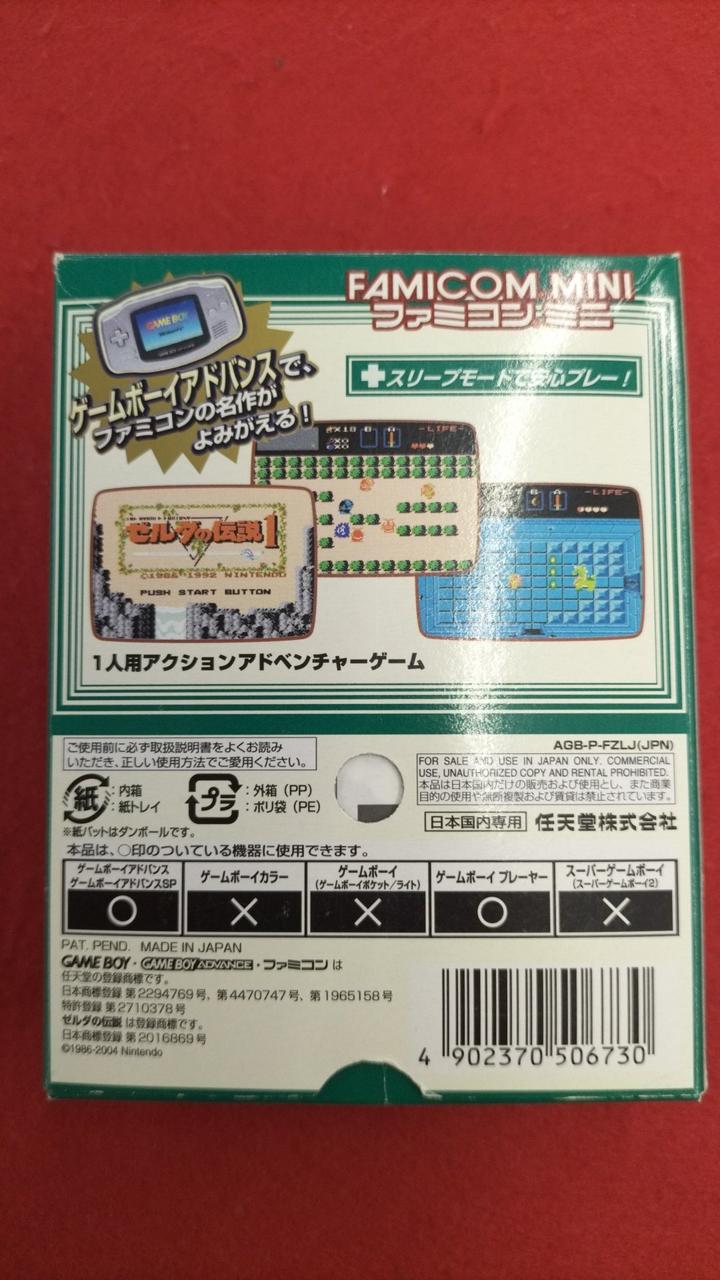 FAMICOM MINI
ファミコンミニ
GAME BOY
ゲームボーイアドバンスで、
ファミコンの名作が
よみがえる!
スリープモードで安心プレー!
X18 B A -LIFE-
X0
X0
B A -LIFE-
ゼルダの伝説1
©1986 1992 NINTENDO
PUSH START BUTTON
1人用アクションアドベンチャーゲーム
ご使用前に必ず取扱説明書をよくお読み
いただき、正しい使用方法でご愛用ください。
紙 :内箱
:紙トレイ
プラ :外箱 (PP)
:ポリ袋 (PE)
※紙パットはダンボールです。
AGB-P-FZLJ(JPN)
FOR SALE AND USE IN JAPAN ONLY. COMMERCIAL
USE, UNAUTHORIZED COPY AND RENTAL PROHIBITED.
本品は日本国内だけの販売および使用とし、また商業
目的の使用や無断複製および賃貸は禁止されています。
日本国内専用 任天堂株式会社
本品は、○印のついている機器に使用できます。
ゲームボーイアドバンス
ゲームボーイアドバンスSP
○
ゲームボーイカラー
×
ゲームボーイ
(ゲームボーイポケット/ライト)
×
ゲームボーイ プレーヤー
○
スーパーゲームボーイ
(スーパーゲームボーイ2)
×
PAT. PEND. MADE IN JAPAN
GAME BOY・GAME BOY ADVANCE・ファミコン は
任天堂の登録商標です。
日本商標登録 第2294769号、第4470747号、第1965158号
特許登録 第2710378号
ゼルダの伝説 は登録商標です。
日本商標登録 第2016869号
©1986-2004 Nintendo
4 902370 506730